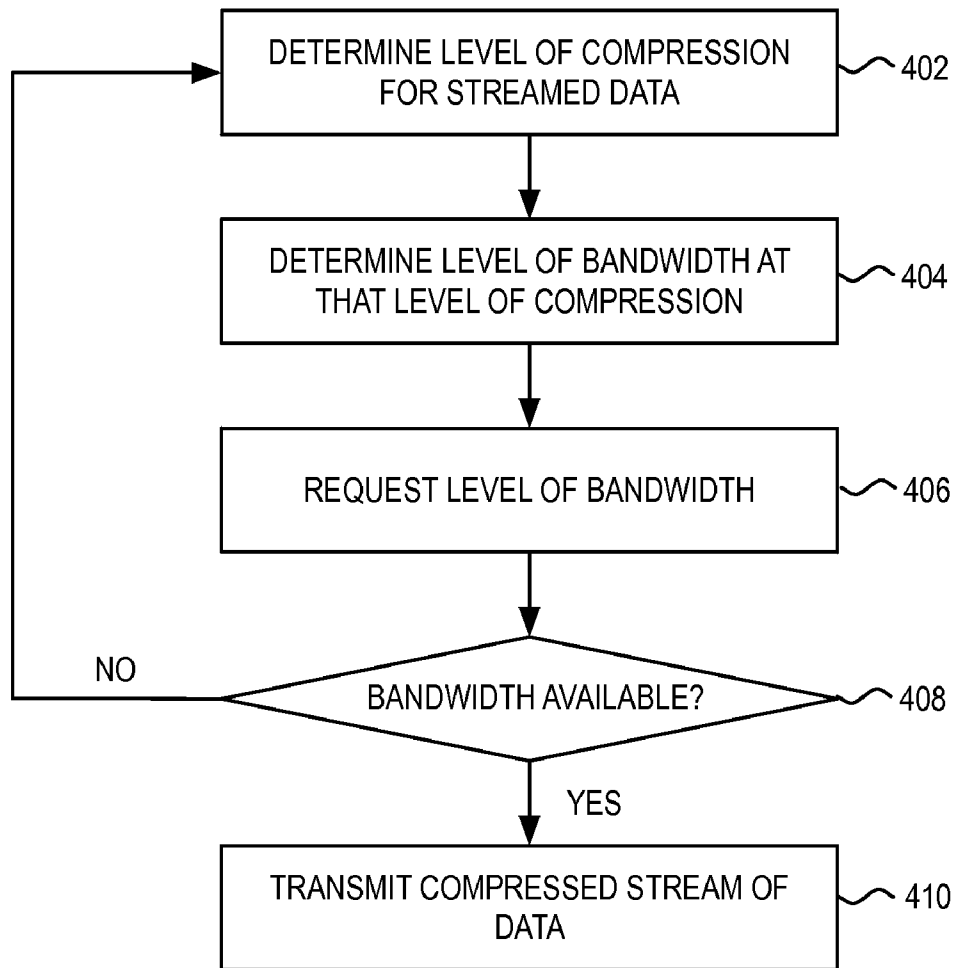 DETERMINE LEVEL OF COMPRESSION
FOR STREAMED DATA
402
DETERMINE LEVEL OF BANDWIDTH AT
THAT LEVEL OF COMPRESSION
404
REQUEST LEVEL OF BANDWIDTH
406
NO
BANDWIDTH AVAILABLE?
408
YES
TRANSMIT COMPRESSED STREAM OF
DATA
410